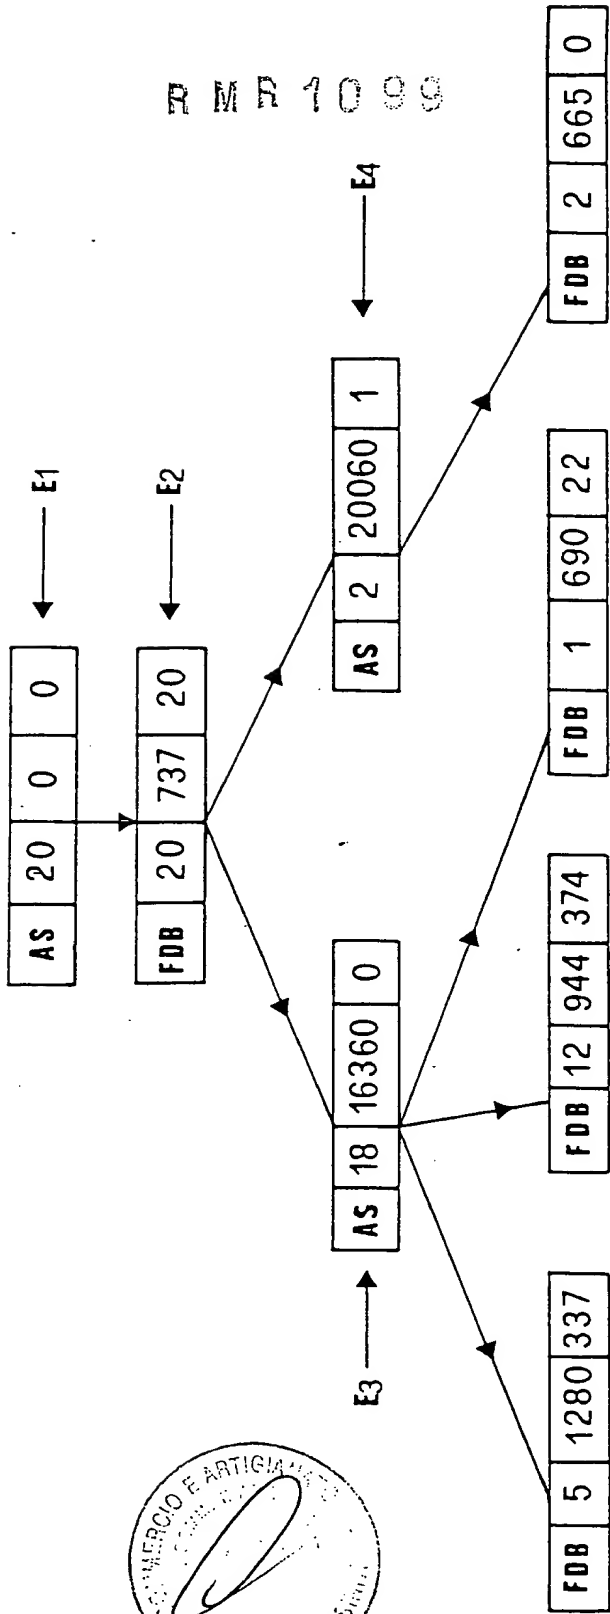 RMR 1099
AS 20 0 0
E1
FDB 20 737 20
E2
E3
AS 18 16360 0
AS 2 20060 1
E4
FDB 5 1280 337
FDB 12 944 374
FDB 1 690 22
FDB 2 665 0
MERCIO E ARTIGIA